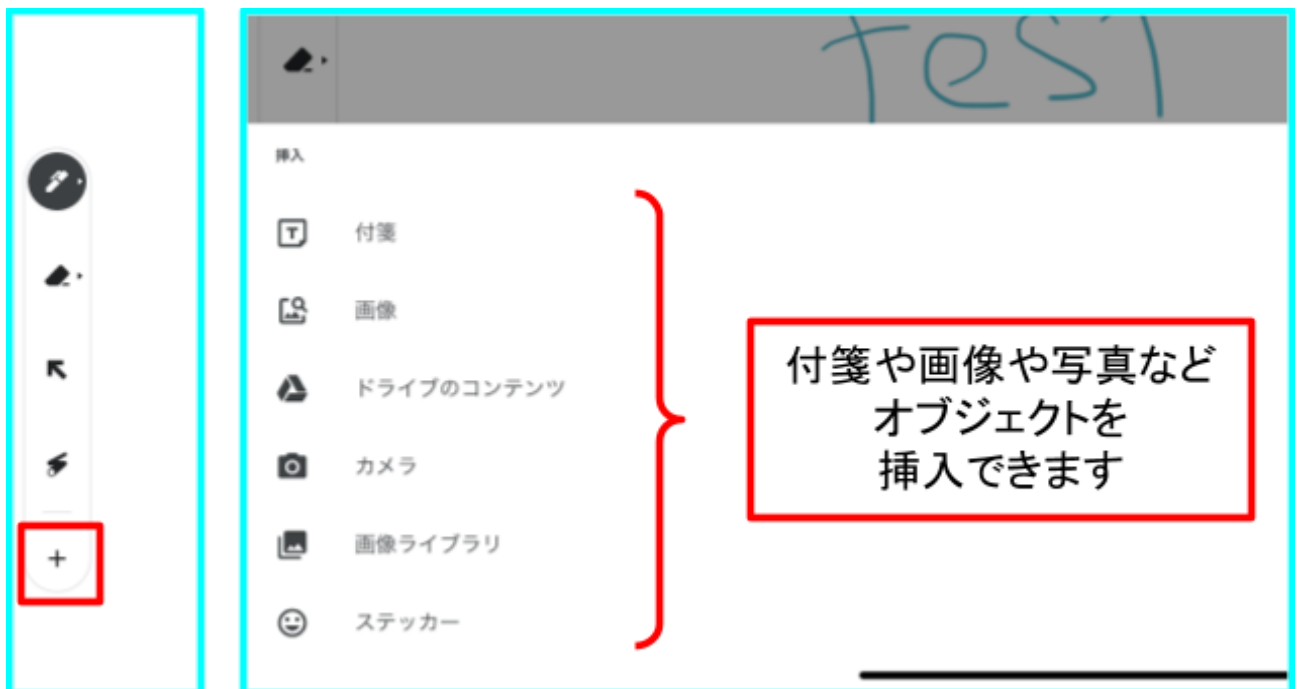 Test
挿入
付箋
画像
ドライブのコンテンツ
カメラ
画像ライブラリ
ステッカー
付箋や画像や写真など
オブジェクトを
挿入できます